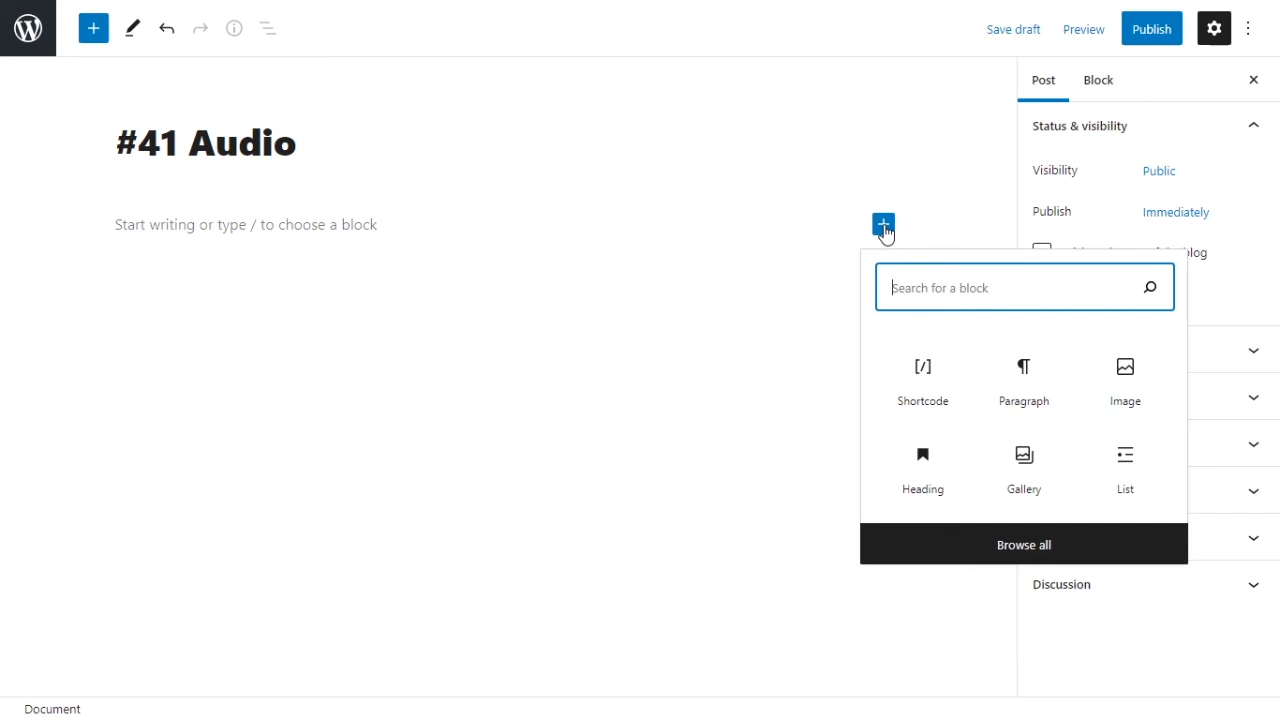 Save draft
Preview
Publish
Post
Block
Status & visibility
#41 Audio
Visibility
Public
Publish
Immediately
Start writing or type / to choose a block
Search for a block
Shortcode
Paragraph
Image
Heading
Gallery
List
Browse all
Discussion
Document